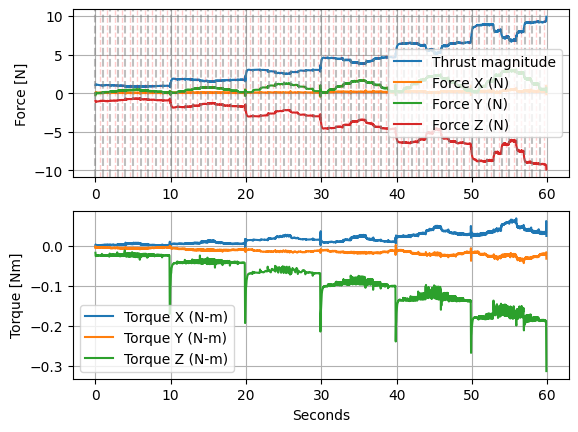 Force [N]
10
5
0
−5
−10
Thrust magnitude
Force X (N)
Force Y (N)
Force Z (N)
0 10 20 30 40 50 60
Torque [Nm]
0.0
−0.1
−0.2
−0.3
Torque X (N-m)
Torque Y (N-m)
Torque Z (N-m)
0 10 20 30 40 50 60
Seconds